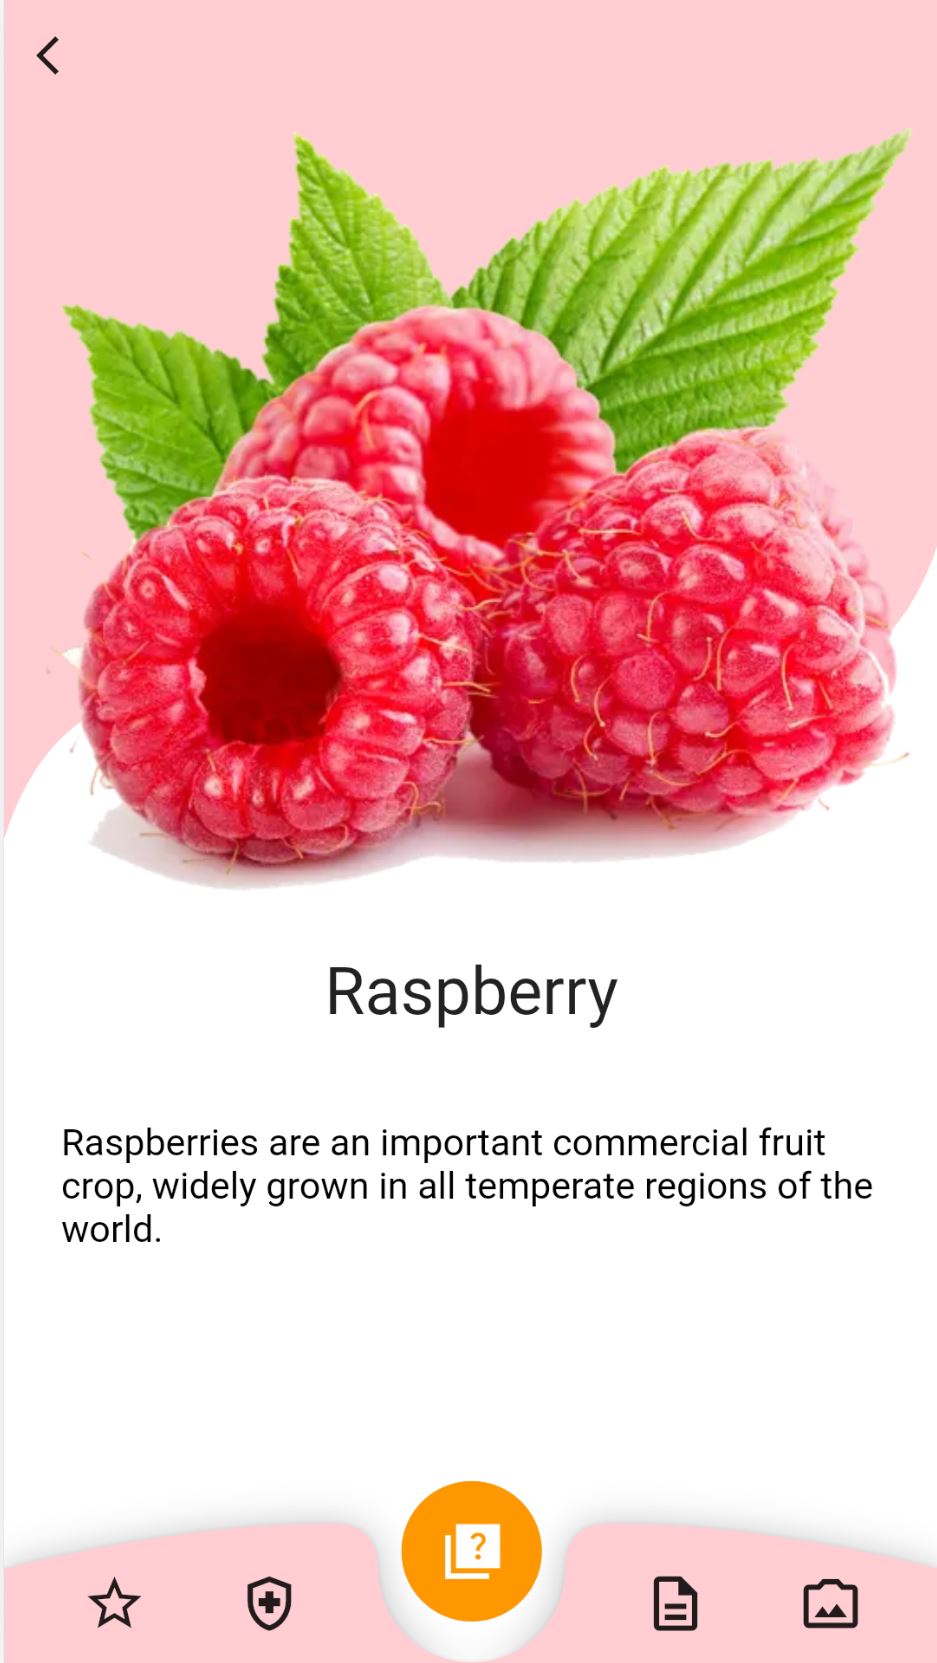 Raspberry
Raspberries are an important commercial fruit
crop, widely grown in all temperate regions of the
world.
?